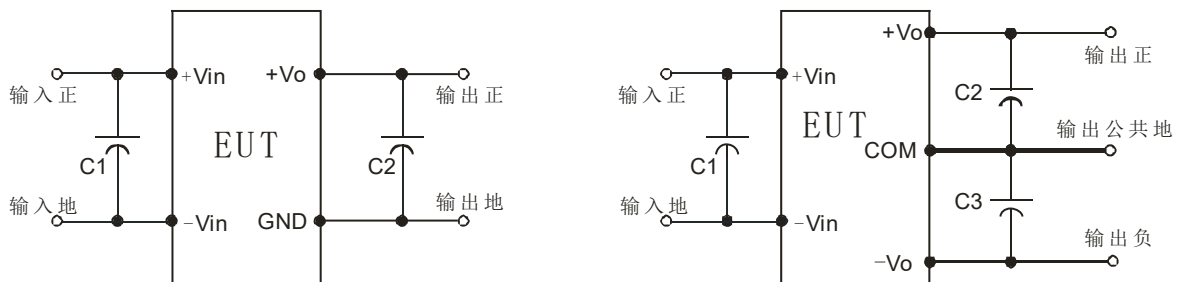 +Vin
+Vo
输入正
输出正
EUT
C1
C2
输入地
输出地
-Vin
GND
+Vo
输出正
+Vin
输入正
C2
EUT
输出公共地
COM
C1
C3
输入地
-Vin
输出负
-Vo